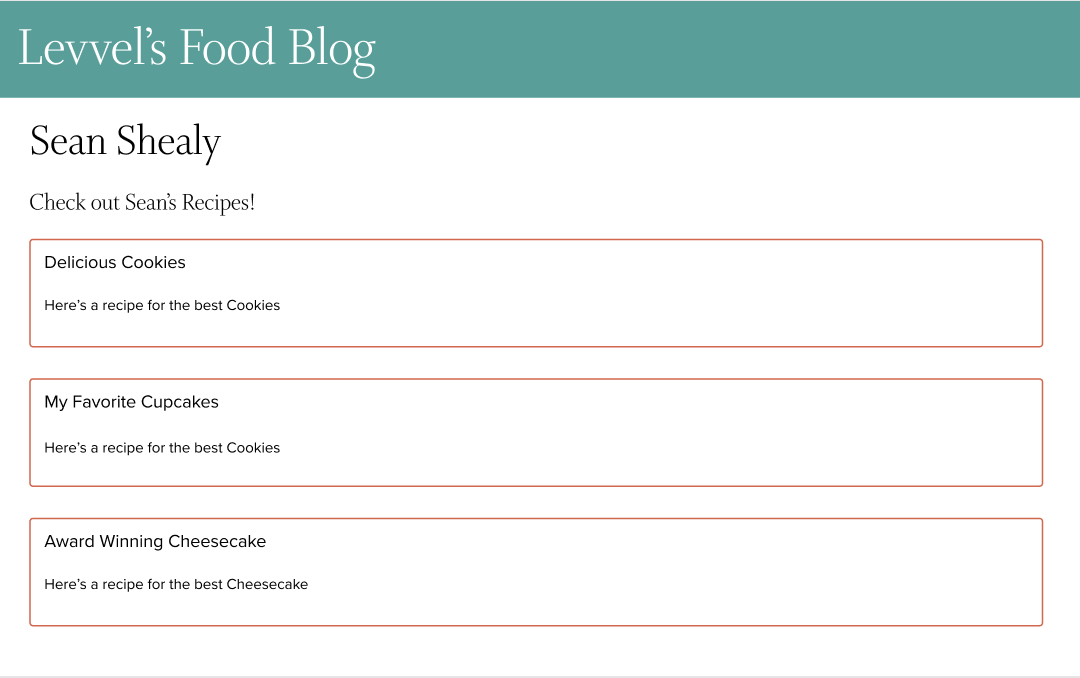 Levvel’s Food Blog
Sean Shealy
Check out Sean’s Recipes!
Delicious Cookies
Here’s a recipe for the best Cookies
My Favorite Cupcakes
Here’s a recipe for the best Cookies
Award Winning Cheesecake
Here’s a recipe for the best Cheesecake